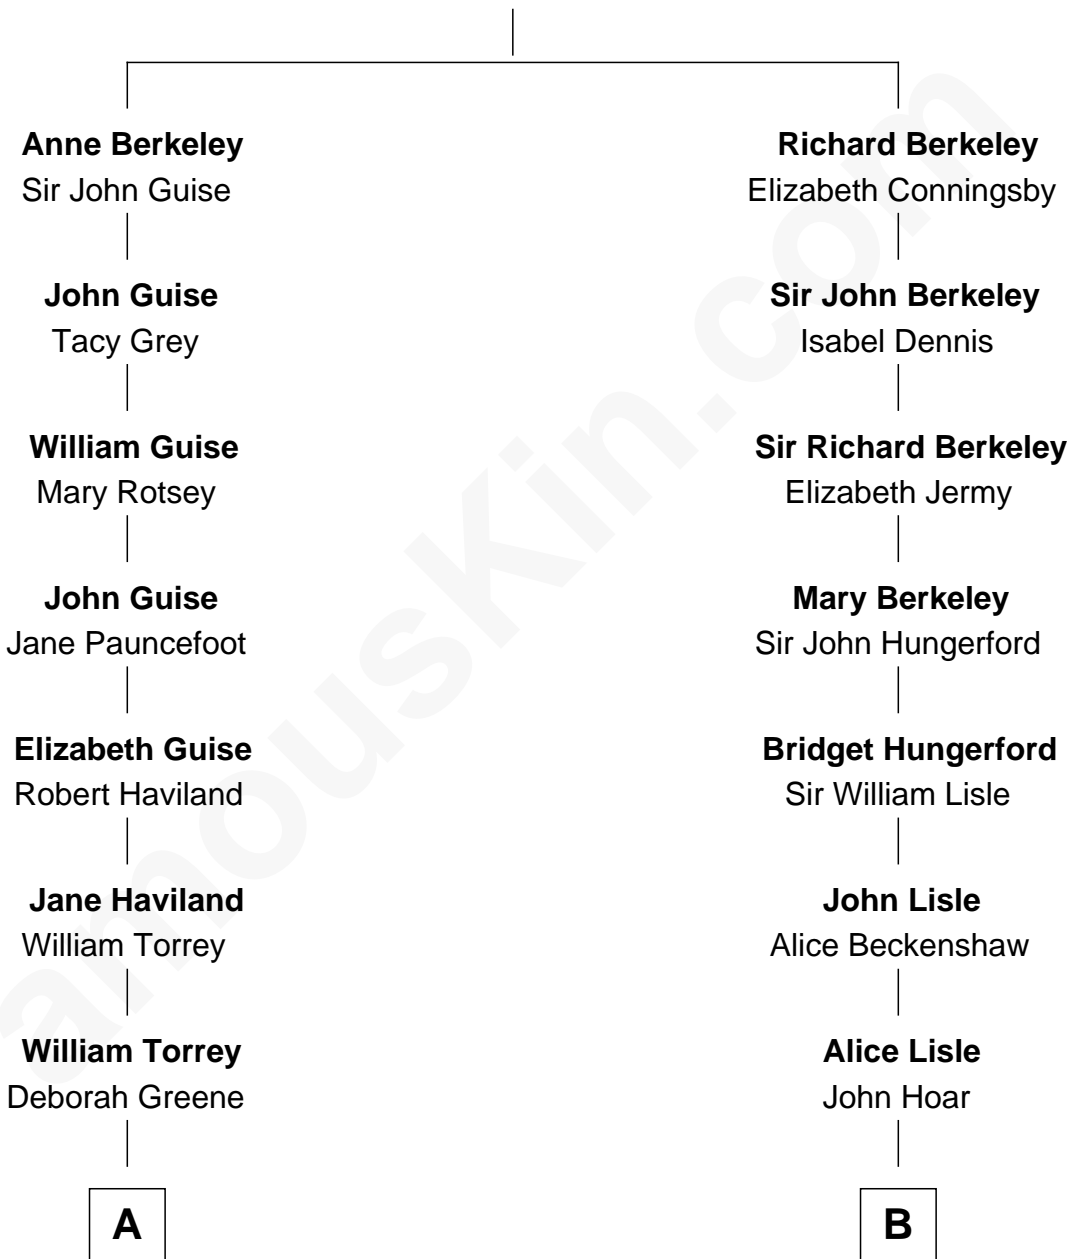 Anne Berkeley
Sir John Guise
John Guise
Tacy Grey
William Guise
Mary Rotsey
John Guise
Jane Pauncefoot
Elizabeth Guise
Robert Haviland
Jane Haviland
William Torrey
William Torrey
Deborah Greene
A
Richard Berkeley
Elizabeth Conningsby
Sir John Berkeley
Isabel Dennis
Sir Richard Berkeley
Elizabeth Jermy
Mary Berkeley
Sir John Hungerford
Bridget Hungerford
Sir William Lisle
John Lisle
Alice Beckenshaw
Alice Lisle
John Hoar
B
amousKin.com